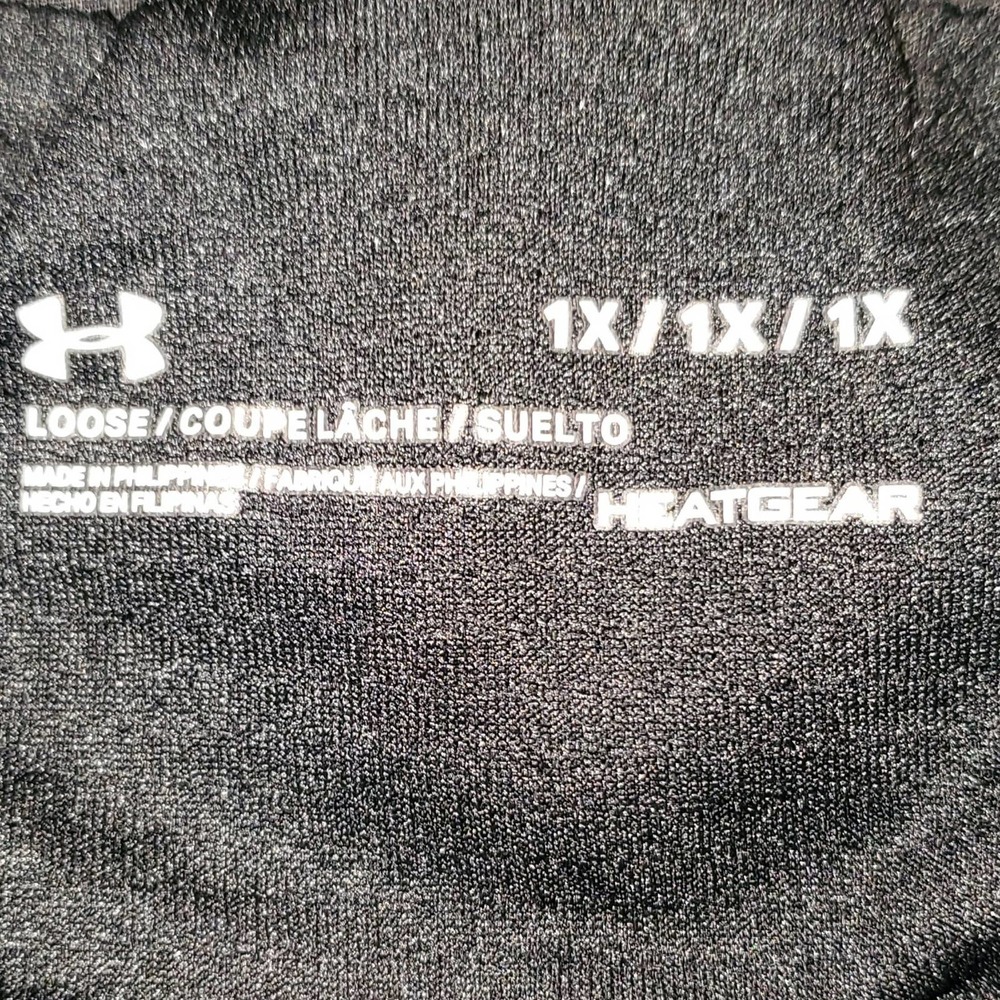 1X / 1X / 1X
LOOSE / COUPE LÂCHE / SUELTO
MADE IN PHILIPPINES / FABRIQUÉ AUX PHILIPPINES /
HECHO EN FILIPINAS
HEATGEAR